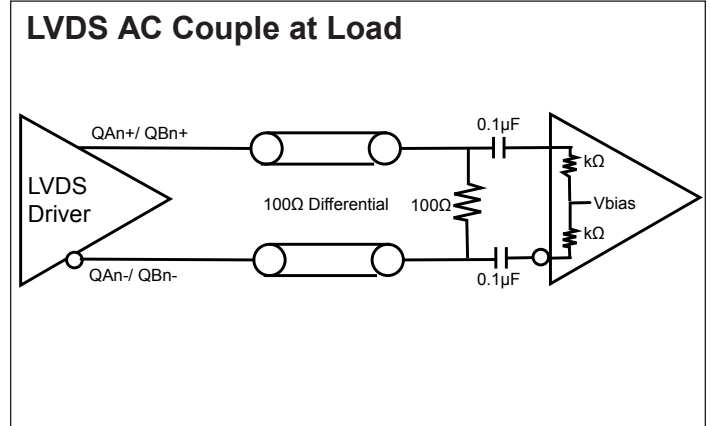 LVDS AC Couple at Load
QAn+/ QBn+
0.1µF
kΩ
LVDS
Driver
100Ω Differential
100Ω
Vbias
kΩ
QAn-/ QBn-
0.1µF